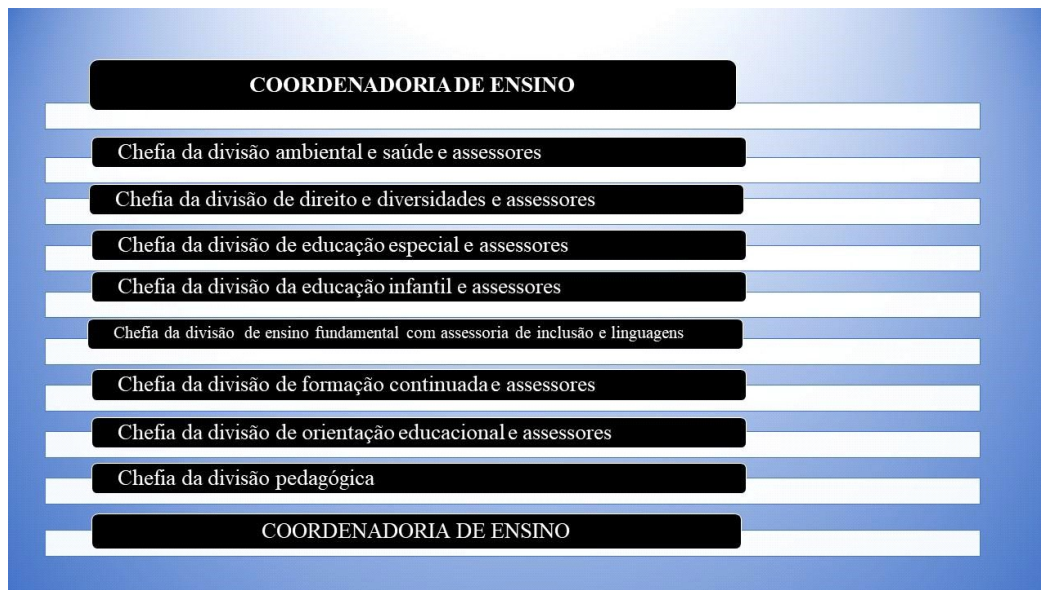 COORDENADORIA DE ENSINO
Chefia da divisão ambiental e saúde e assessores
Chefia da divisão de direito e diversidades e assessores
Chefia da divisão de educação especial e assessores
Chefia da divisão da educação infantil e assessores
Chefia da divisão de ensino fundamental com assessoria de inclusão e linguagens
Chefia da divisão de formação continuada e assessores
Chefia da divisão de orientação educacional e assessores
Chefia da divisão pedagógica
COORDENADORIA DE ENSINO